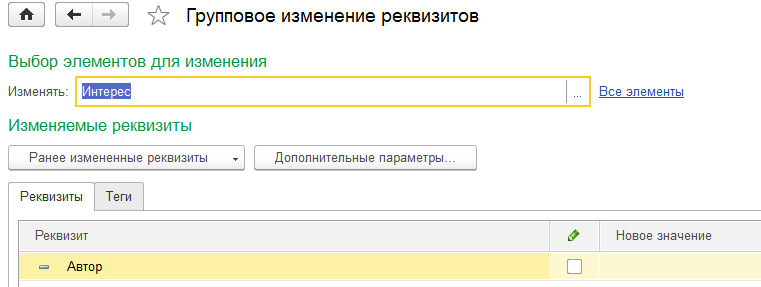 Групповое изменение реквизитов
Выбор элементов для изменения
Изменять: Интерес ... Все элементы
Изменяемые реквизиты
Ранее измененные реквизиты Дополнительные параметры...
Реквизиты Теги
Реквизит Новое значение
Автор